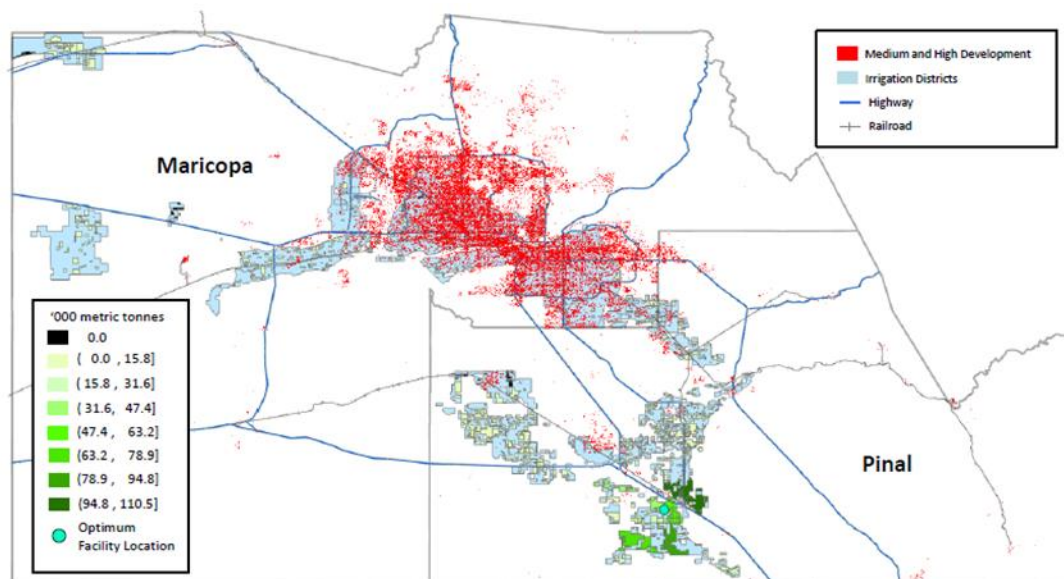 Medium and High Development
Irrigation Districts
Highway
Railroad
Maricopa
Pinal
'000 metric tonnes
0.0
( 0.0 , 15.8]
(15.8 , 31.6]
(31.6, 47.4]
(47.4 , 63.2]
(63.2 , 78.9]
(78.9 , 94.8]
(94.8 , 110.5]
Optimum
Facility Location